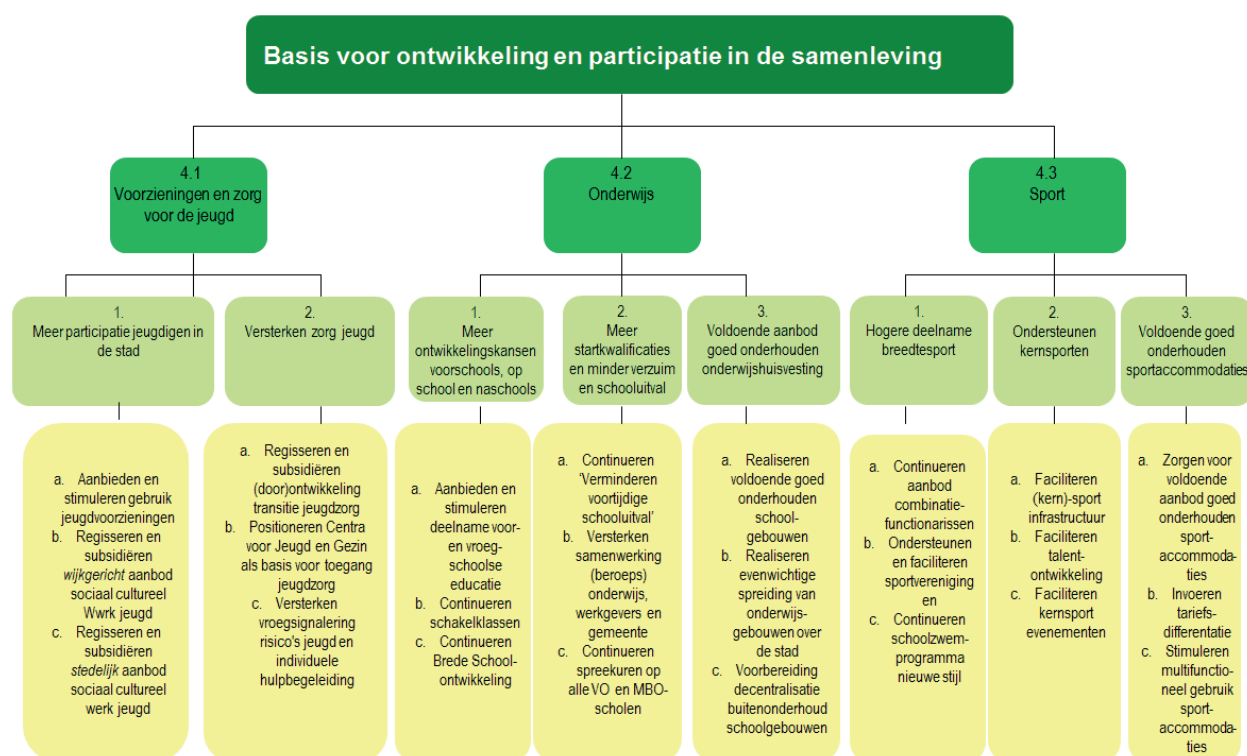 Basis voor ontwikkeling en participatie in de samenleving
4.1
Voorzieningen en zorg
voor de jeugd
4.2
Onderwijs
4.3
Sport
1.
Meer participatie jeugdigen in
de stad
2.
Versterken zorg jeugd
1.
Meer
ontwikkelingskansen
voorschools, op
school en naschools
2.
Meer
startkwalificaties
en minder verzuim
en schooluitval
3.
Voldoende aanbod
goed onderhouden
onderwijshuisvesting
1.
Hogere deelname
breedtesport
2.
Ondersteunen
kernsporten
3.
Voldoende goed
onderhouden
sportaccommodaties
a. Aanbieden en
stimuleren gebruik
jeugdvoorzieningen
b. Regisseren en
subsidiëren
wijkgericht aanbod
sociaal cultureel
Wwrk jeugd
c. Regisseren en
subsidiëren
stedelijk aanbod
sociaal cultureel
werk jeugd
a. Regisseren en
subsidiëren
(door)ontwikkeling
transitie jeugdzorg
b. Positioneren Centra
voor Jeugd en Gezin
als basis voor toegang
jeugdzorg
c. Versterken
vroegsignalering
risico's jeugd en
individuele
hulpbegeleiding
a. Aanbieden en
stimuleren
deelname voor-
en vroeg-
schoolse
educatie
b. Continueren
schakelklassen
c. Continueren
Brede School-
ontwikkeling
a. Continueren
'Verminderen
voortijdige
schooluitval'
b. Versterken
samenwerking
(beroeps)
onderwijs,
werkgevers en
gemeente
c. Continueren
spreekuren op
alle VO en MBO-
scholen
a. Realiseren
voldoende goed
onderhouden
school-
gebouwen
b. Realiseren
evenwichtige
spreiding van
onderwijs-
gebouwen over
de stad
c. Voorbereiding
decentralisatie
buitenonderhoud
schoolgebouwen
a. Continueren
aanbod
combinatie-
functionarissen
b. Ondersteunen
en faciliteren
sportvereniging
en
c. Continueren
schoolzwem-
programma
nieuwe stijl
a. Faciliteren
(kern)-sport
infrastructuur
b. Faciliteren
talent-
ontwikkeling
c. Faciliteren
kernsport
evenementen
a. Zorgen voor
voldoende
aanbod goed
onderhouden
sport-
accommoda-
ties
b. Invoeren
tariefs-
differentatie
c. Stimuleren
multifunctio-
neel gebruik
sport-
accommoda-
ties